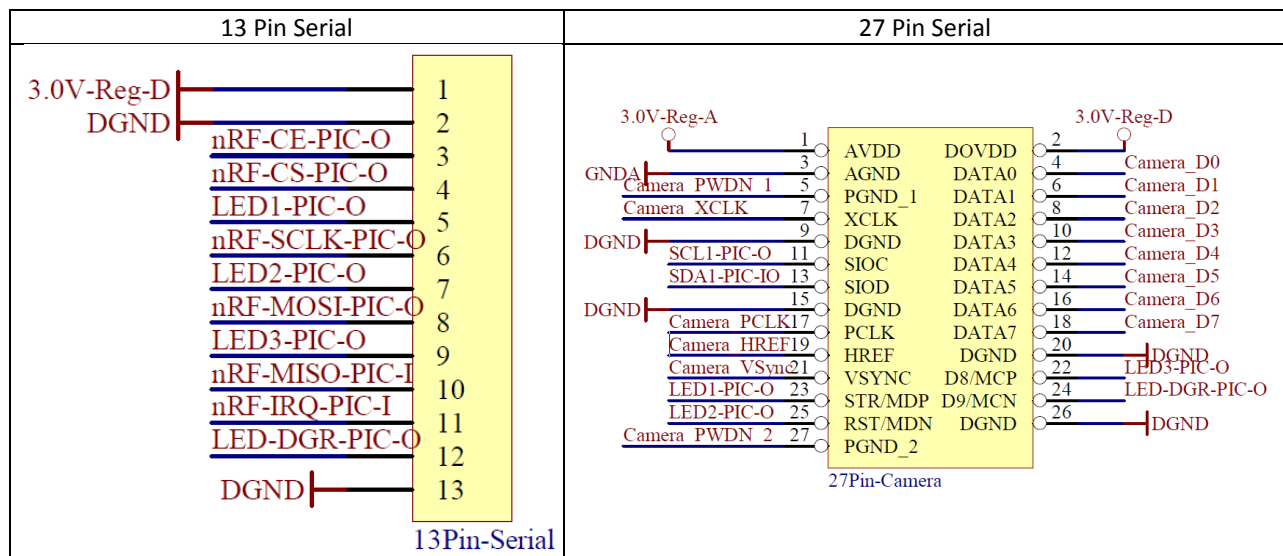 13 Pin Serial
27 Pin Serial
3.0V-Reg-D 1
DGND 2
nRF-CE-PIC-O 3
nRF-CS-PIC-O 4
LED1-PIC-O 5
nRF-SCLK-PIC-O 6
LED2-PIC-O 7
nRF-MOSI-PIC-O 8
LED3-PIC-O 9
nRF-MISO-PIC-I 10
nRF-IRQ-PIC-I 11
LED-DGR-PIC-O 12
DGND 13
13Pin-Serial
3.0V-Reg-A 3.0V-Reg-D
1 AVDD DOVDD 2
GNDA 3 AGND DATA0 4 Camera_D0
Camera_PWDN_1 5 PGND_1 DATA1 6 Camera_D1
Camera_XCLK 7 XCLK DATA2 8 Camera_D2
DGND 9 DGND DATA3 10 Camera_D3
SCL1-PIC-O 11 SIOC DATA4 12 Camera_D4
SDA1-PIC-IO 13 SIOD DATA5 14 Camera_D5
DGND 15 DGND DATA6 16 Camera_D6
Camera_PCLK 17 PCLK DATA7 18 Camera_D7
Camera_HREF 19 HREF DGND 20 DGND
Camera_VSync 21 VSYNC D8/MCP 22 LED3-PIC-O
LED1-PIC-O 23 STR/MDP D9/MCN 24 LED-DGR-PIC-O
LED2-PIC-O 25 RST/MDN DGND 26 DGND
Camera_PWDN_2 27 PGND_2
27Pin-Camera